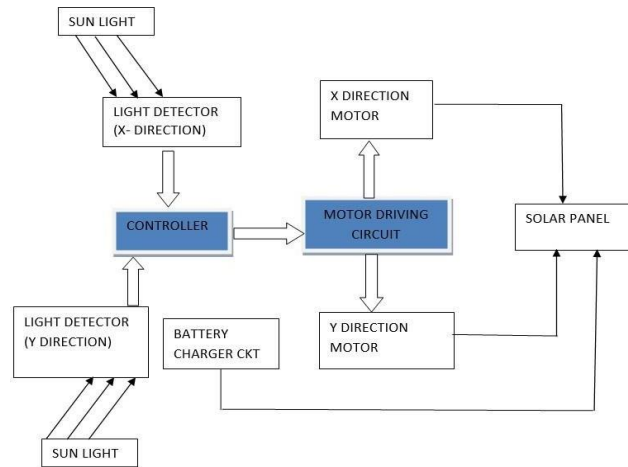 SUN LIGHT
LIGHT DETECTOR
(X- DIRECTION)
X DIRECTION
MOTOR
CONTROLLER
MOTOR DRIVING
CIRCUIT
SOLAR PANEL
LIGHT DETECTOR
(Y DIRECTION)
BATTERY
CHARGER CKT
Y DIRECTION
MOTOR
SUN LIGHT